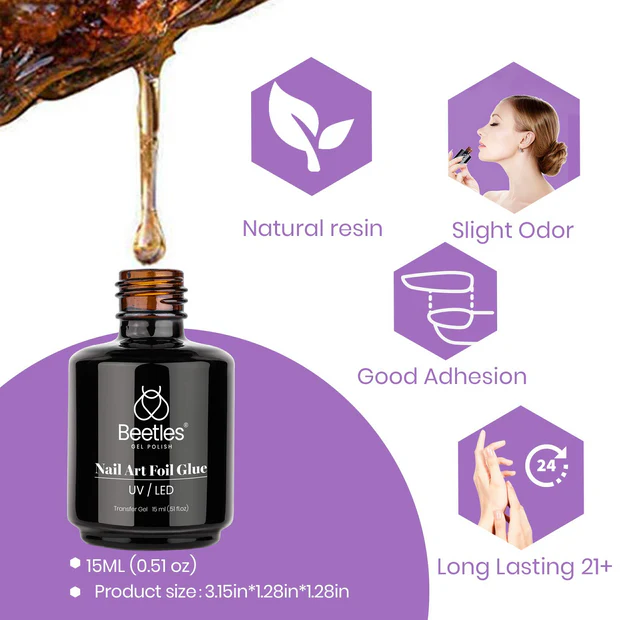 Natural resin
Slight Odor
Good Adhesion
24
Long Lasting 21+
Beetles®
GEL POLISH
Nail Art Foil Glue
UV / LED
Transfer Gel 15 ml (.51 fl.oz)
15ML (0.51 oz)
Product size : 3.15in*1.28in*1.28in